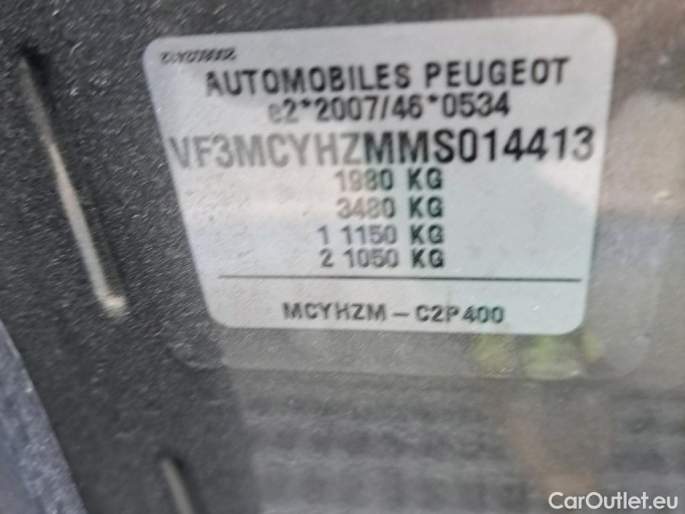 AUTOMOBILES PEUGEOT
e2*2007/46*0534
VF3MCYHZMMS014413
1980 KG
3480 KG
1 1150 KG
2 1050 KG
MCYHZM - C2P400
CarOutlet.eu